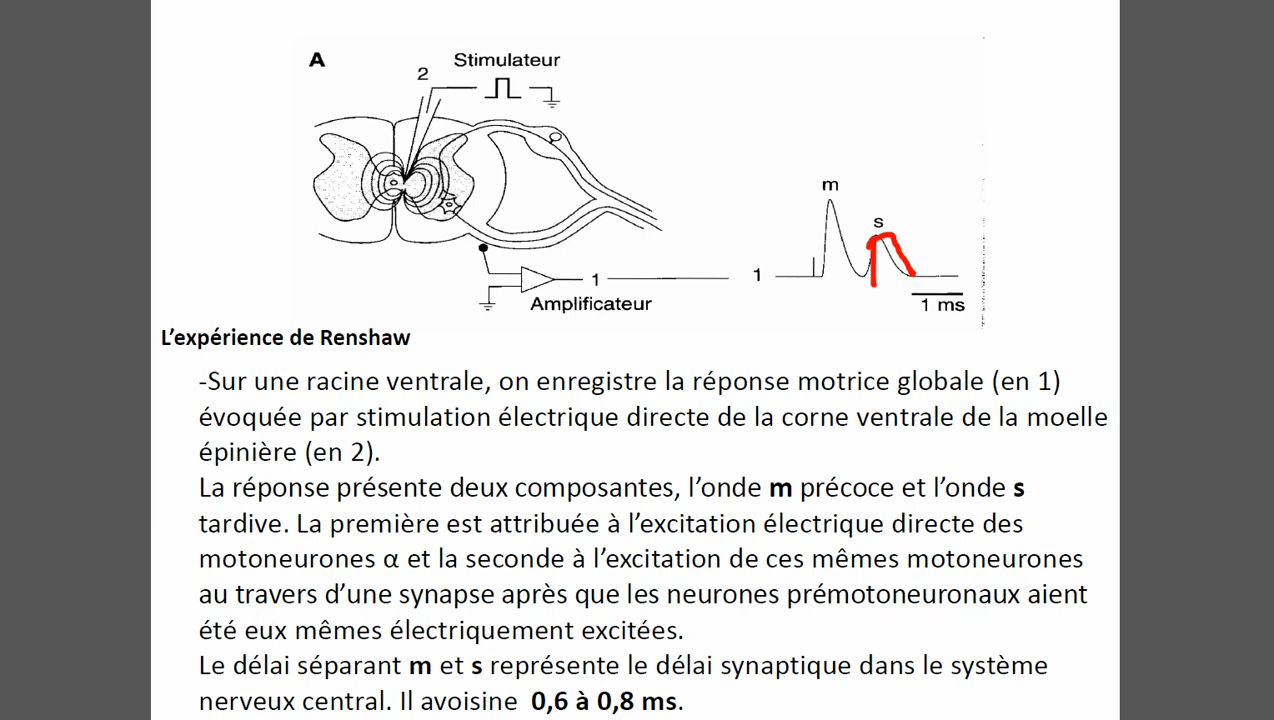 A
Stimulateur
2
m
s
1
1
1 ms
Amplificateur
L’expérience de Renshaw
-Sur une racine ventrale, on enregistre la réponse motrice globale (en 1)
évoquée par stimulation électrique directe de la corne ventrale de la moelle
épinière (en 2).
La réponse présente deux composantes, l’onde m précoce et l’onde s
tardive. La première est attribuée à l’excitation électrique directe des
motoneurones α et la seconde à l’excitation de ces mêmes motoneurones
au travers d’une synapse après que les neurones prémotoneuronaux aient
été eux mêmes électriquement excitées.
Le délai séparant m et s représente le délai synaptique dans le système
nerveux central. Il avoisine 0,6 à 0,8 ms.